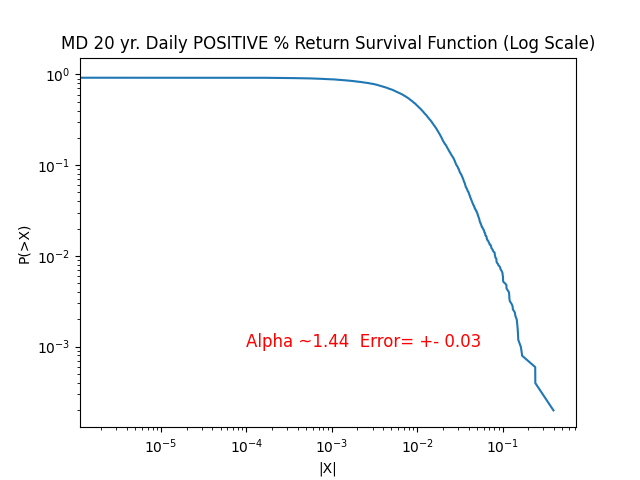 MD 20 yr. Daily POSITIVE % Return Survival Function (Log Scale)
10⁰
10⁻¹
10⁻²
10⁻³
P(>X)
Alpha ~1.44  Error= +- 0.03
10⁻⁵ 10⁻⁴ 10⁻³ 10⁻² 10⁻¹
|X|